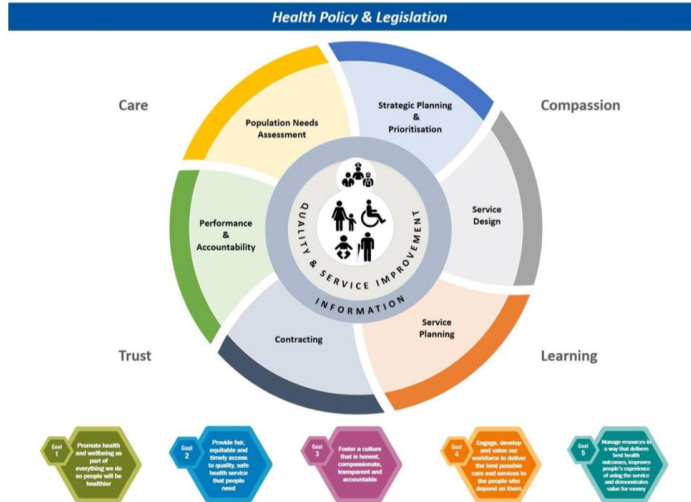 Health Policy & Legislation
Care
Compassion
Population Needs
Assessment
Strategic Planning
&
Prioritisation
Performance
&
Accountability
Service
Design
QUALITY & SERVICE IMPROVEMENT
INFORMATION
Contracting
Service
Planning
Trust
Learning
Goal
1
Promote health
and wellbeing as
part of
everything we do
so people will be
healthier
Goal
2
Provide fair,
equitable and
timely access
to quality, safe
health service
that people
need
Goal
3
Foster a culture
that is honest,
compassionate,
transparent and
accountable
Goal
4
Engage, develop
and value our
workforce to deliver
the best possible
care and services to
the people who
depend on them
Goal
5
Manage resources in
a way that delivers
best health
outcomes, improves
people's experience
of using the service
and demonstrates
value for money